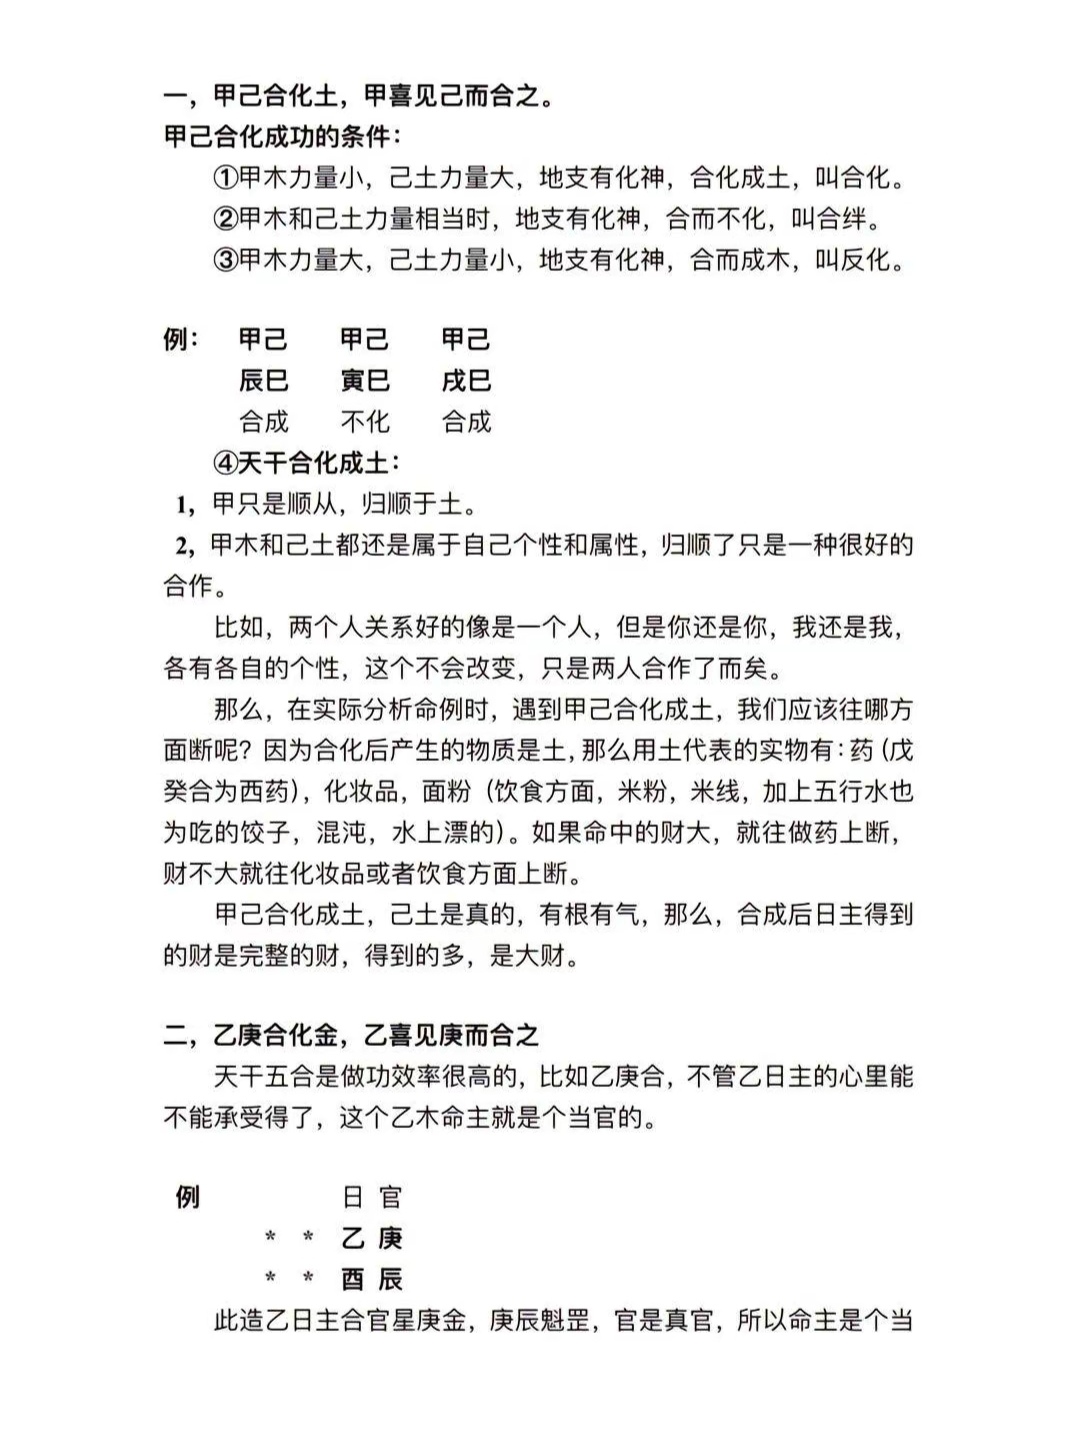 一，甲己合化土，甲喜见己而合之。
甲己合化成功的条件：
①甲木力量小，己土力量大，地支有化神，合化成土，叫合化。
②甲木和己土力量相当时，地支有化神，合而不化，叫合绊。
③甲木力量大，己土力量小，地支有化神，合而成木，叫反化。
例： 甲己 甲己 甲己
辰巳 寅巳 戌巳
合成 不化 合成
④天干合化成土：
1，甲只是顺从，归顺于土。
2，甲木和己土都还是属于自己个性和属性，归顺了只是一种很好的
合作。
比如，两个人关系好的像是一个人，但是你还是你，我还是我，
各有各自的个性，这个不会改变，只是两人合作了而矣。
那么，在实际分析命例时，遇到甲己合化成土，我们应该往哪方
面断呢？因为合化后产生的物质是土，那么用土代表的实物有：药（戊
癸合为西药），化妆品，面粉（饮食方面，米粉，米线，加上五行水也
为吃的饺子，混沌，水上漂的）。如果命中的财大，就往做药上断，
财不大就往化妆品或者饮食方面上断。
甲己合化成土，己土是真的，有根有气，那么，合成后日主得到
的财是完整的财，得到的多，是大财。
二，乙庚合化金，乙喜见庚而合之
天干五合是做功效率很高的，比如乙庚合，不管乙日主的心里能
不能承受得了，这个乙木命主就是个当官的。
例 日 官
* * 乙 庚
* * 酉 辰
此造乙日主合官星庚金，庚辰魁罡，官是真官，所以命主是个当